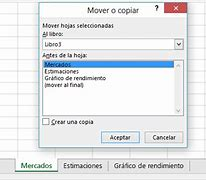 Mover o copiar
Mover hojas seleccionadas
Al libro:
Libro3
Antes de la hoja:
Mercados
Estimaciones
Gráfico de rendimiento
(mover al final)
Crear una copia
Aceptar Cancelar
Mercados Estimaciones Gráfico de rendimiento